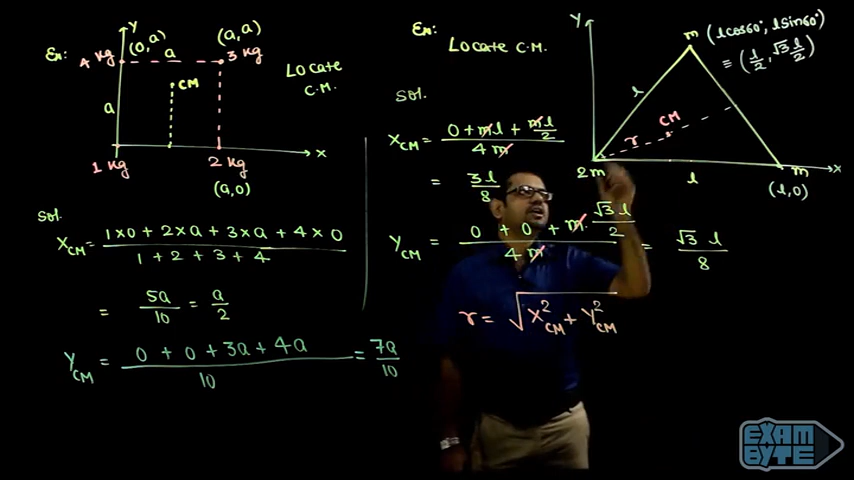 Ex:
Y
(0, a)
(a, a)
4 kg
a
3 kg
CM
Locate
C.M.
a
X
1 kg
2 kg
(a, 0)
Sol.
X_CM = 1×0 + 2×a + 3×a + 4×0 / 1 + 2 + 3 + 4
= 5a/10 = a/2
Y_CM = 0 + 0 + 3a + 4a / 10 = 7a/10
Ex:
Locate C.M.
Sol.
X_CM = 0 + ml + ml/2 / 4m
= 3l/8
Y_CM = 0 + 0 + m · √3 l/2 / 4m = √3 l/8
r = √X²_CM + Y²_CM
Y
m (l cos60°, l sin60°)
≡ (l/2, √3 l/2)
l
CM
r
2m
l
m
X
(l, 0)
EXAM
BYTE